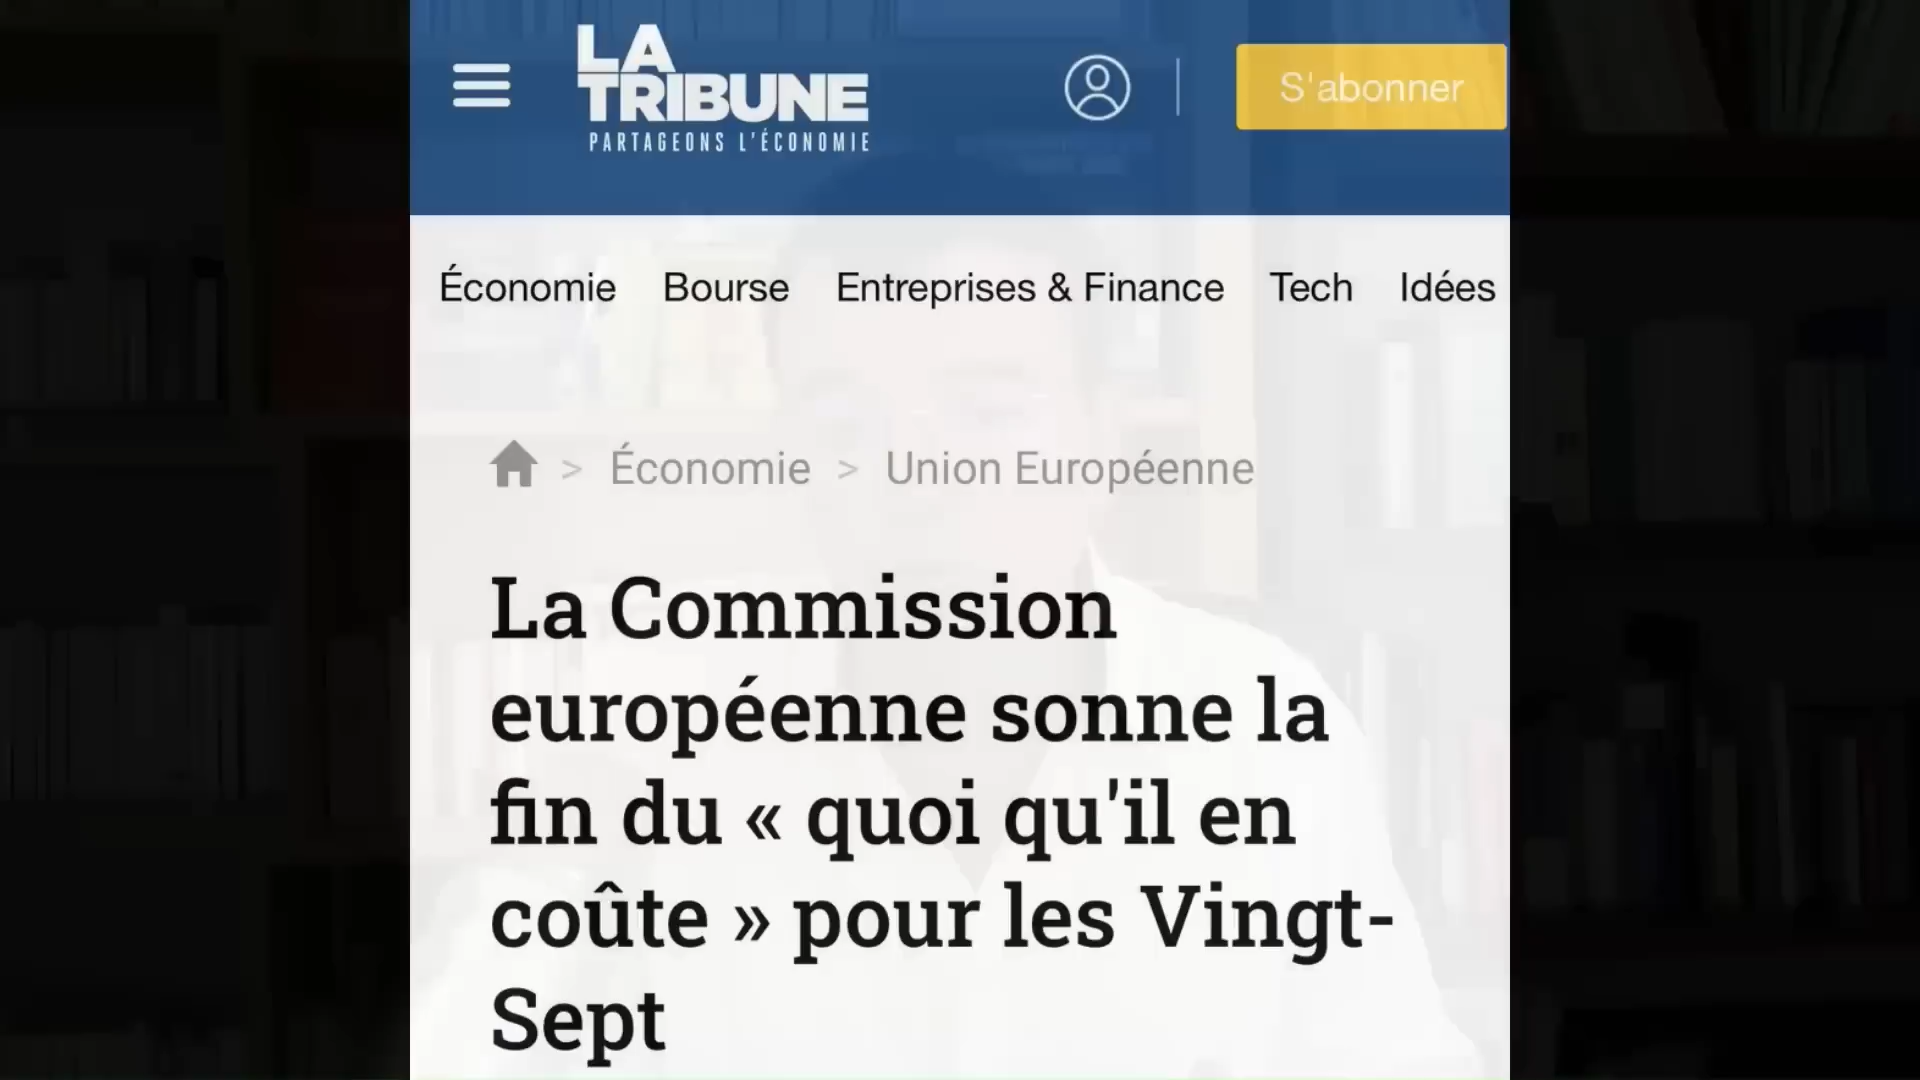 LA
TRIBUNE
PARTAGEONS L'ÉCONOMIE
S'abonner
Économie Bourse Entreprises & Finance Tech Idées
> Économie > Union Européenne
La Commission
européenne sonne la
fin du « quoi qu'il en
coûte » pour les Vingt-
Sept